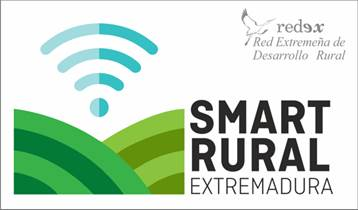 redex
Red Extremeña de
Desarrollo Rural
SMART
RURAL
EXTREMADURA